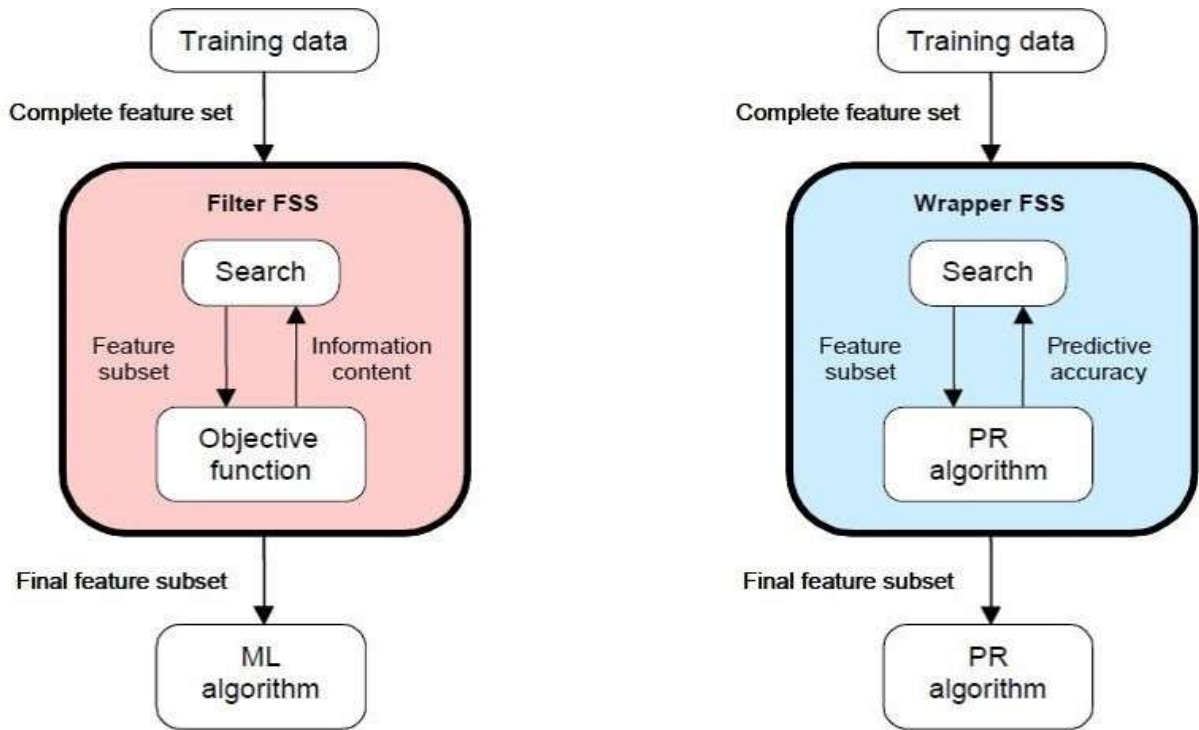 Training data
Complete feature set
Filter FSS
Search
Feature
subset
Information
content
Objective
function
Final feature subset
ML
algorithm
Training data
Complete feature set
Wrapper FSS
Search
Feature
subset
Predictive
accuracy
PR
algorithm
Final feature subset
PR
algorithm